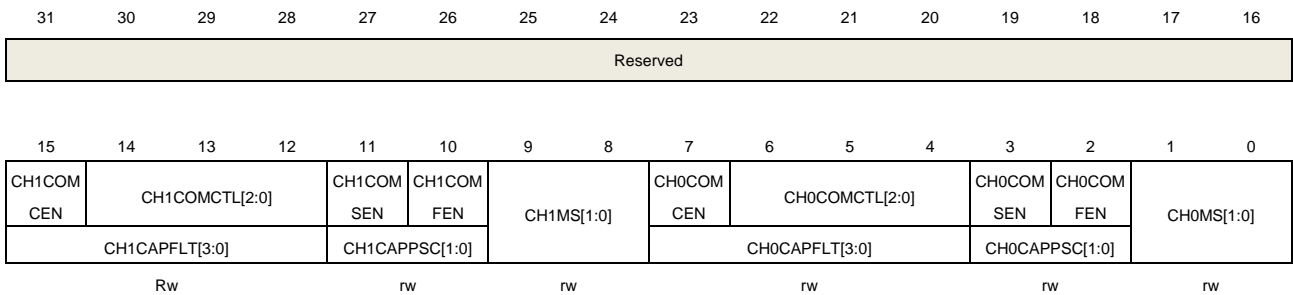 31 30 29 28 27 26 25 24 23 22 21 20 19 18 17 16
Reserved
15 14 13 12 11 10 9 8 7 6 5 4 3 2 1 0
CH1COM CEN CH1COMCTL[2:0] CH1COM SEN CH1COM FEN CH1MS[1:0] CH0COM CEN CH0COMCTL[2:0] CH0COM SEN CH0COM FEN CH0MS[1:0]
CH1CAPFLT[3:0] CH1CAPPSC[1:0] CH0CAPFLT[3:0] CH0CAPPSC[1:0]
Rw rw rw rw rw rw